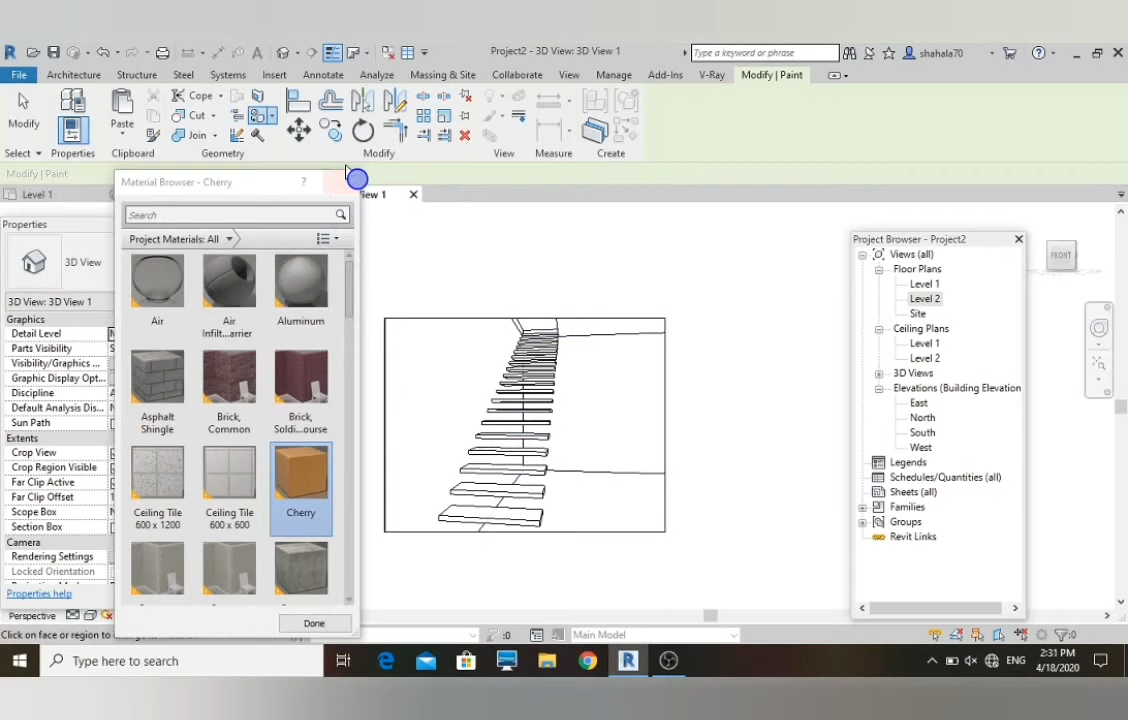 Project2 - 3D View: 3D View 1
Type a keyword or phrase
shahala70
File
Architecture
Structure
Steel
Systems
Insert
Annotate
Analyze
Massing & Site
Collaborate
View
Manage
Add-Ins
V-Ray
Modify | Paint
Modify
Paste
Cope
Cut
Join
Select
Properties
Clipboard
Geometry
Modify
View
Measure
Create
Modify | Paint
Level 1
Material Browser - Cherry
?
iew 1
Search
Project Materials: All
Air
Air
Infilt...arrier
Aluminum
Asphalt
Shingle
Brick,
Common
Brick,
Soldi...ourse
Ceiling Tile
600 x 1200
Ceiling Tile
600 x 600
Cherry
Done
Properties
3D View
3D View: 3D View 1
Graphics
Detail Level
Parts Visibility
Visibility/Graphics ...
Graphic Display Opt...
Discipline
Default Analysis Dis...
Sun Path
Extents
Crop View
Crop Region Visible
Far Clip Active
Far Clip Offset
Scope Box
Section Box
Camera
Rendering Settings
Locked Orientation
Properties help
Perspective
FRONT
Project Browser - Project2
Views (all)
Floor Plans
Level 1
Level 2
Site
Ceiling Plans
Level 1
Level 2
3D Views
Elevations (Building Elevation
East
North
South
West
Legends
Schedules/Quantities (all)
Sheets (all)
Families
Groups
Revit Links
Click on face or region to
:0
Main Model
:0
Type here to search
ENG
2:31 PM
4/18/2020